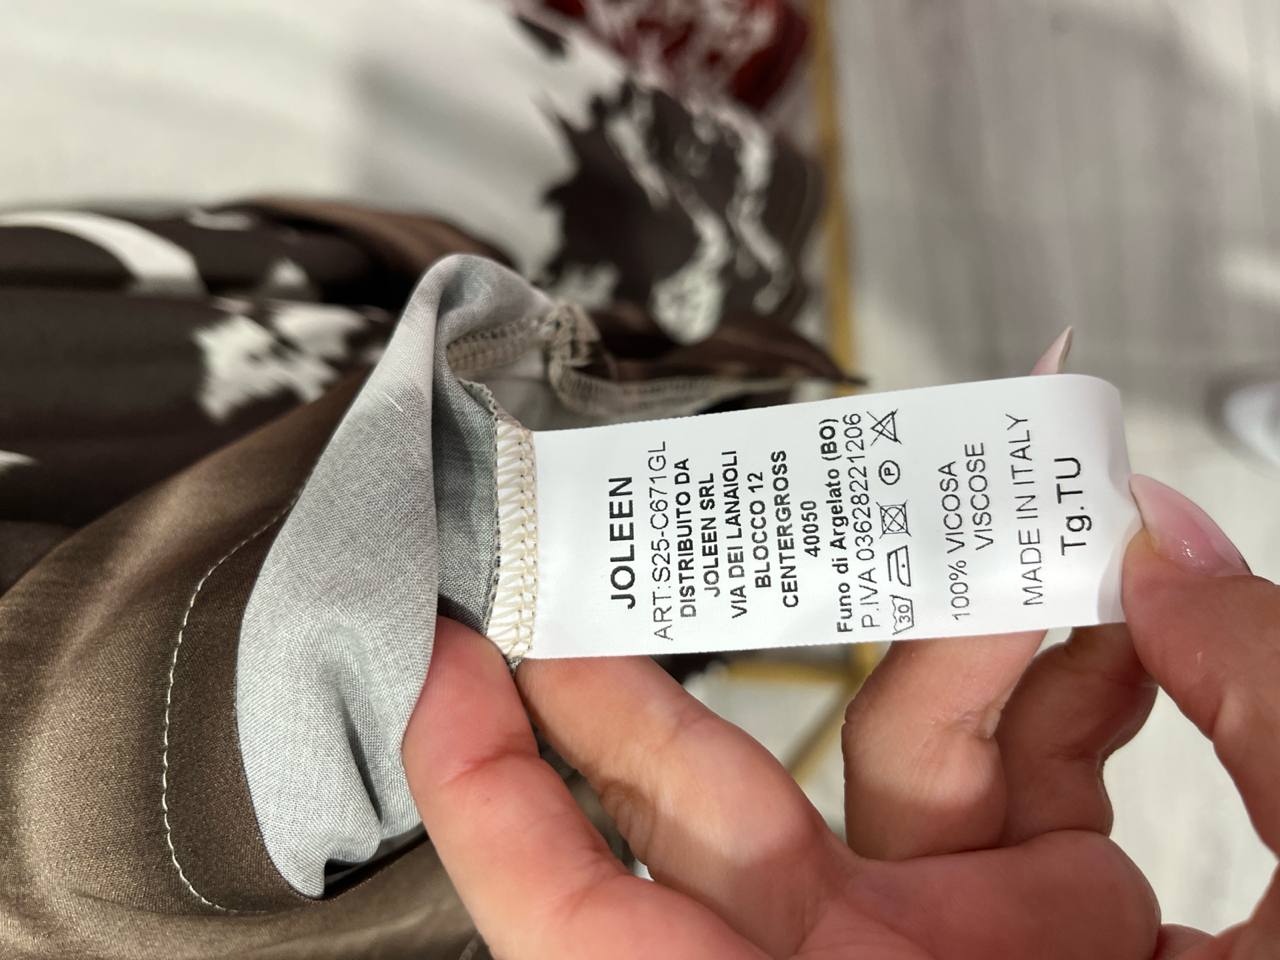 JOLEEN
ART:S25-C671GL
DISTRIBUITO DA
JOLEEN SRL
VIA DEI LANAIOLI
BLOCCO 12
CENTERGROSS
40050
Funo di Argelato (BO)
P.IVA 03628221206
30 P
100% VICOSA
VISCOSE
MADE IN ITALY
Tg.TU